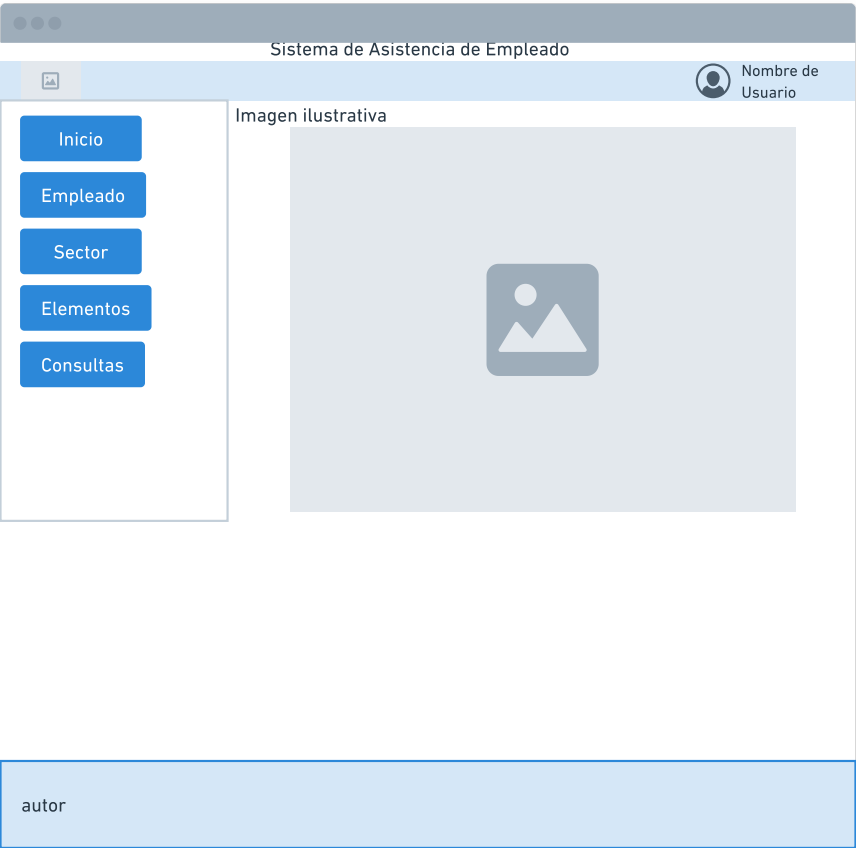 Sistema de Asistencia de Empleado
Nombre de
Usuario
Imagen ilustrativa
Inicio
Empleado
Sector
Elementos
Consultas
autor